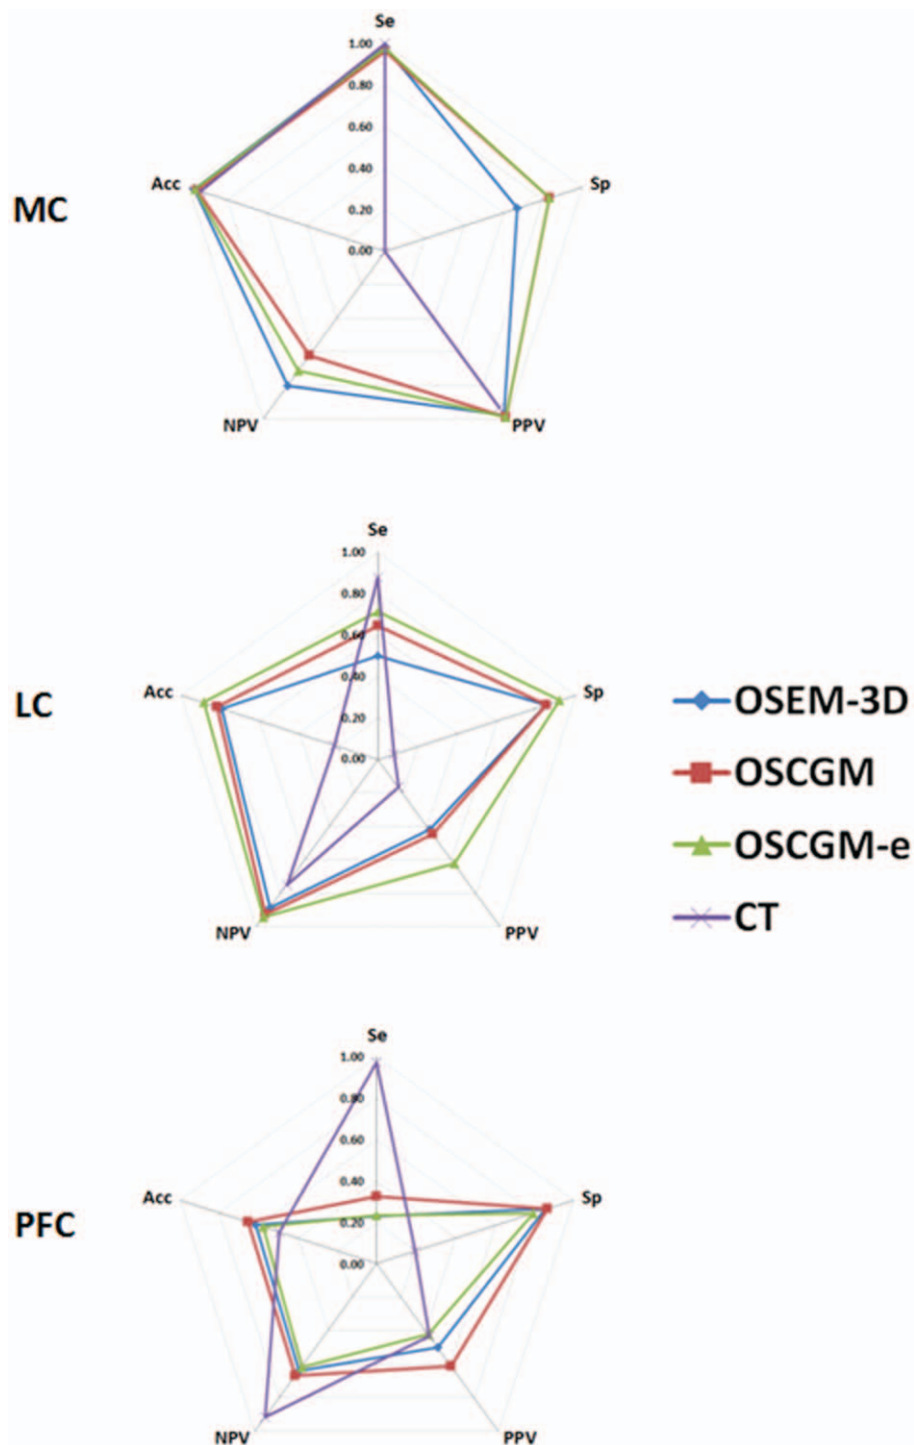 Se
1.00
0.80
0.60
0.40
0.20
0.00
Acc
Sp
MC
NPV
PPV
Se
1.00
0.80
0.60
0.40
0.20
0.00
Acc
Sp
LC
NPV
PPV
OSEM-3D
OSCGM
OSCGM-e
CT
Se
1.00
0.80
0.60
0.40
0.20
0.00
Acc
Sp
PFC
NPV
PPV